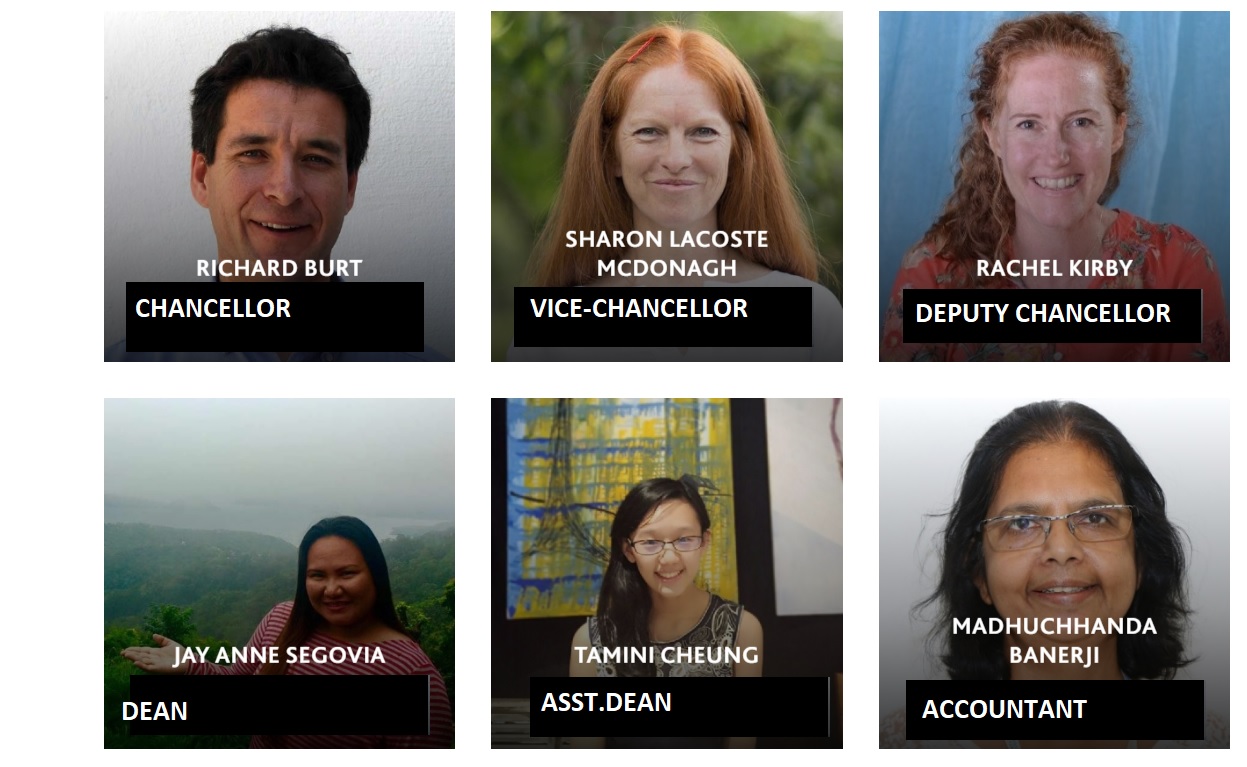 RICHARD BURT
CHANCELLOR
SHARON LACOSTE
MCDONAGH
VICE-CHANCELLOR
RACHEL KIRBY
DEPUTY CHANCELLOR
JAY ANNE SEGOVIA
DEAN
TAMINI CHEUNG
ASST.DEAN
MADHUCHHANDA
BANERJI
ACCOUNTANT